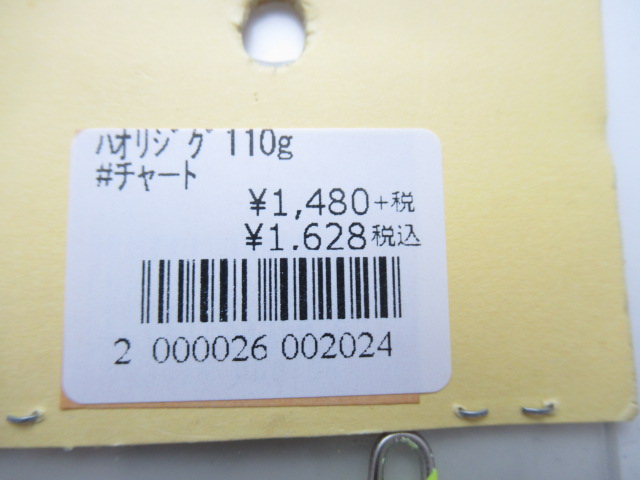 ﾊｵﾘｼﾞｸﾞ 110g
#チャート
¥1,480+税
¥1,628税込
2 000026 002024